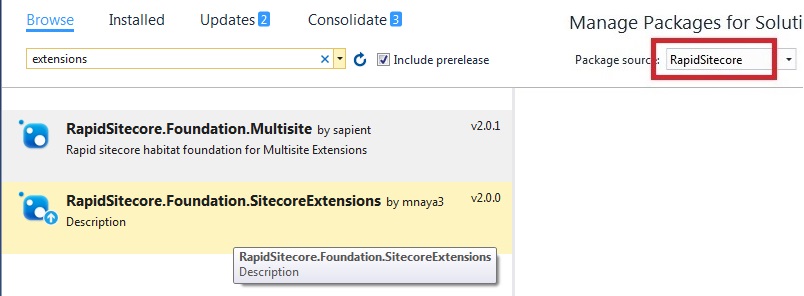 Browse Installed Updates 2 Consolidate 3 Manage Packages for Soluti
extensions Include prerelease Package source: RapidSitecore
RapidSitecore.Foundation.Multisite by sapient v2.0.1
Rapid sitecore habitat foundation for Multisite Extensions
RapidSitecore.Foundation.SitecoreExtensions by mnaya3 v2.0.0
Description
RapidSitecore.Foundation.SitecoreExtensions
Description